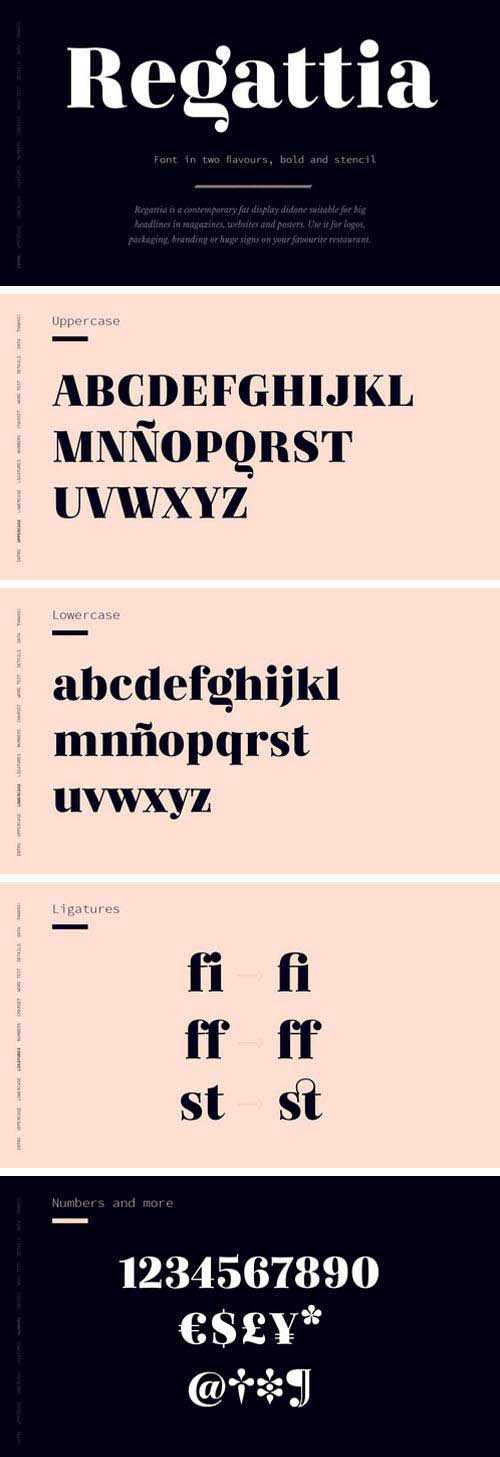 Regattia
Font in two flavours, bold and stencil
Regattia is a contemporary fat display didone suitable for big
headlines in magazines, websites and posters. Use it for logos,
packaging, branding or huge signs on your favourite restaurant.
Uppercase
ABCDEFGHIJKL
MNÑOPQRST
UVWXYZ
Lowercase
abcdefghijkl
mnñopqrst
uvwxyz
Ligatures
fi → fi
ff → ff
st → st
Numbers and more
1234567890
€$£¥*
@†❉¶